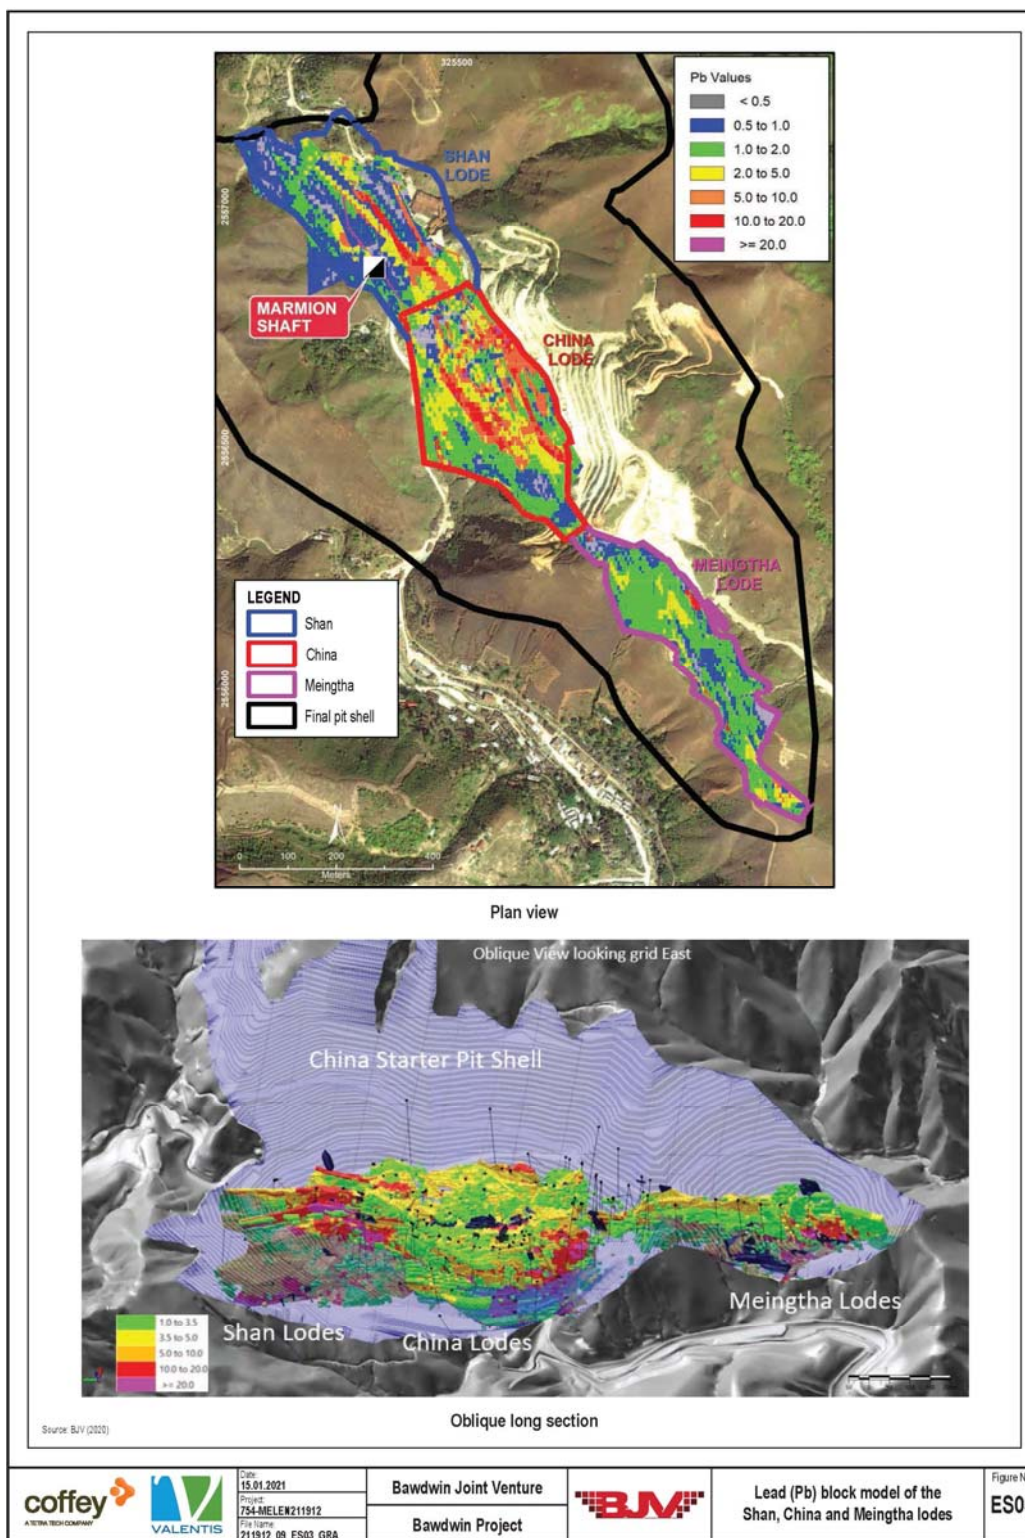 325500
2557000
2556500
2556000
Pb Values
< 0.5
0.5 to 1.0
1.0 to 2.0
2.0 to 5.0
5.0 to 10.0
10.0 to 20.0
>= 20.0
SHAN
LODE
MARMION
SHAFT
CHINA
LODE
MEINGTHA
LODE
LEGEND
Shan
China
Meingtha
Final pit shell
N
0 100 200 400
Meters
Plan view
Oblique View looking grid East
China Starter Pit Shell
Shan Lodes
China Lodes
Meingtha Lodes
1.0 to 3.5
3.5 to 5.0
5.0 to 10.0
10.0 to 20.0
>= 20.0
Source: BJV (2020)
Oblique long section
coffey
A TETRA TECH COMPANY
VALENTIS
Date:
15.01.2021
Project:
754-MELEN211912
File Name:
211912_09_ES03_GRA
Bawdwin Joint Venture
Bawdwin Project
BJV
Lead (Pb) block model of the
Shan, China and Meingtha lodes
Figure N
ES0